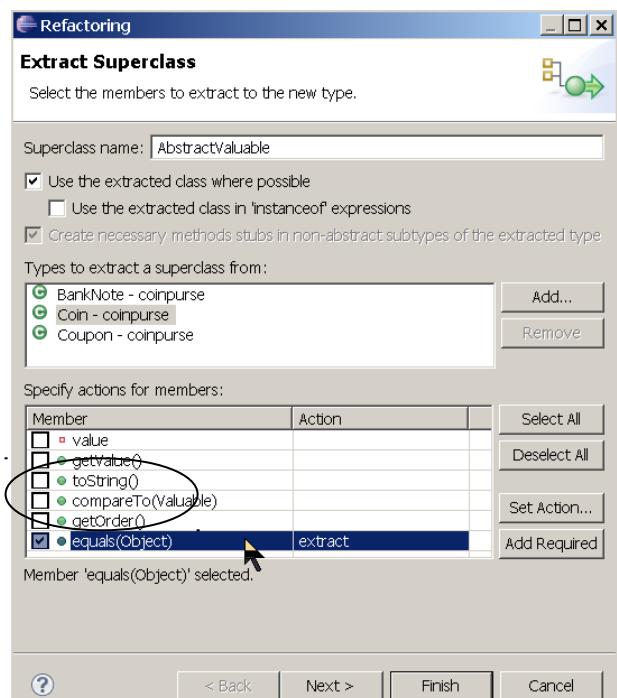 Refactoring
Extract Superclass
Select the members to extract to the new type.
Superclass name: AbstractValuable
Use the extracted class where possible
Use the extracted class in 'instanceof' expressions
Create necessary methods stubs in non-abstract subtypes of the extracted type
Types to extract a superclass from:
BankNote - coinpurse
Add...
Coin - coinpurse
Remove
Coupon - coinpurse
Specify actions for members:
Member Action
Select All
value
getValue()
Deselect All
toString()
compareTo(Valuable)
Set Action...
getOrder()
equals(Object) extract
Add Required
Member 'equals(Object)' selected.
? < Back Next > Finish Cancel